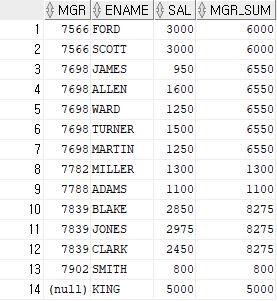 MGR ENAME SAL MGR_SUM
1 7566 FORD 3000 6000
2 7566 SCOTT 3000 6000
3 7698 JAMES 950 6550
4 7698 ALLEN 1600 6550
5 7698 WARD 1250 6550
6 7698 TURNER 1500 6550
7 7698 MARTIN 1250 6550
8 7782 MILLER 1300 1300
9 7788 ADAMS 1100 1100
10 7839 BLAKE 2850 8275
11 7839 JONES 2975 8275
12 7839 CLARK 2450 8275
13 7902 SMITH 800 800
14 (null) KING 5000 5000